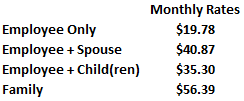 Monthly Rates
Employee Only $19.78
Employee + Spouse $40.87
Employee + Child(ren) $35.30
Family $56.39